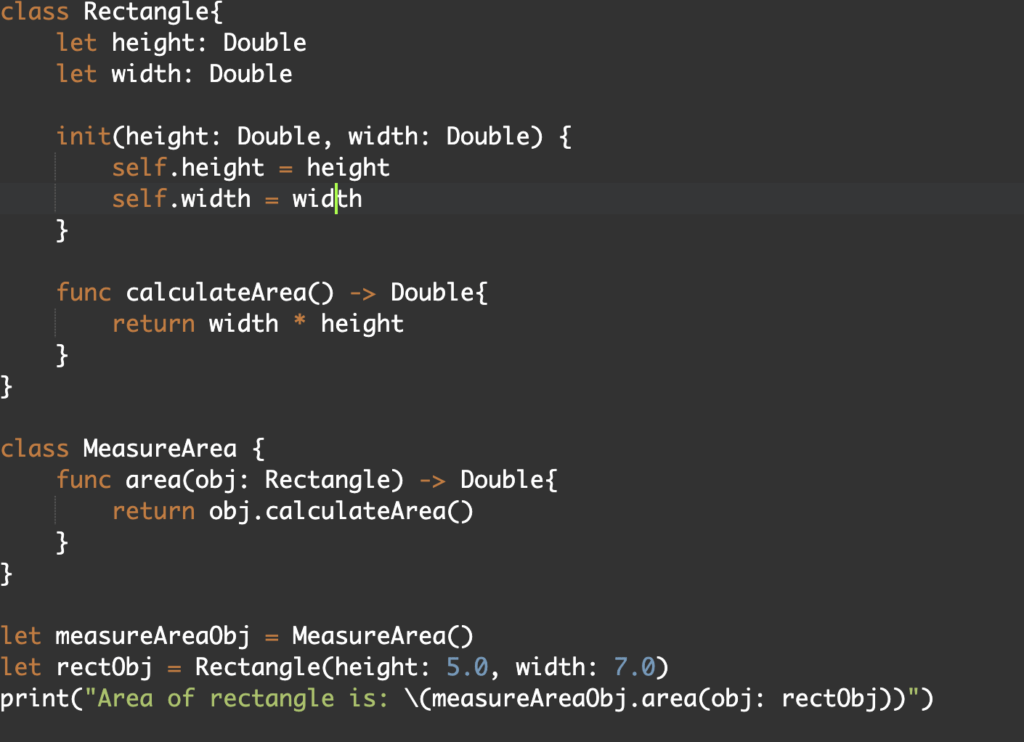 class Rectangle{
    let height: Double
    let width: Double

    init(height: Double, width: Double) {
        self.height = height
        self.width = width
    }

    func calculateArea() -> Double{
        return width * height
    }
}

class MeasureArea {
    func area(obj: Rectangle) -> Double{
        return obj.calculateArea()
    }
}

let measureAreaObj = MeasureArea()
let rectObj = Rectangle(height: 5.0, width: 7.0)
print("Area of rectangle is: \(measureAreaObj.area(obj: rectObj))")